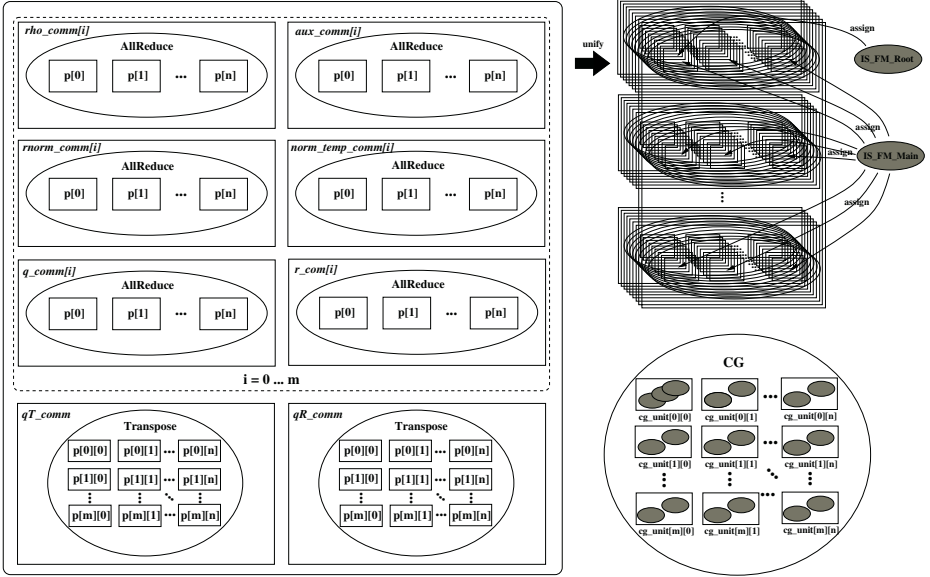 rho_comm[i]
AllReduce
p[0] p[1] ... p[n]
aux_comm[i]
AllReduce
p[0] p[1] ... p[n]
rnorm_comm[i]
AllReduce
p[0] p[1] ... p[n]
norm_temp_comm[i]
AllReduce
p[0] p[1] ... p[n]
q_comm[i]
AllReduce
p[0] p[1] ... p[n]
r_com[i]
AllReduce
p[0] p[1] ... p[n]
i = 0 ... m
qT_comm
Transpose
p[0][0] p[0][1] ... p[0][n]
p[1][0] p[1][1] ... p[1][n]
p[m][0] p[m][1] ... p[m][n]
qR_comm
Transpose
p[0][0] p[0][1] ... p[0][n]
p[1][0] p[1][1] ... p[1][n]
p[m][0] p[m][1] ... p[m][n]
unify
assign
IS_FM_Root
assign
assign
IS_FM_Main
assign
CG
cg_unit[0][0] cg_unit[0][1] ... cg_unit[0][n]
cg_unit[1][0] cg_unit[1][1] ... cg_unit[1][n]
cg_unit[m][0] cg_unit[m][1] ... cg_unit[m][n]